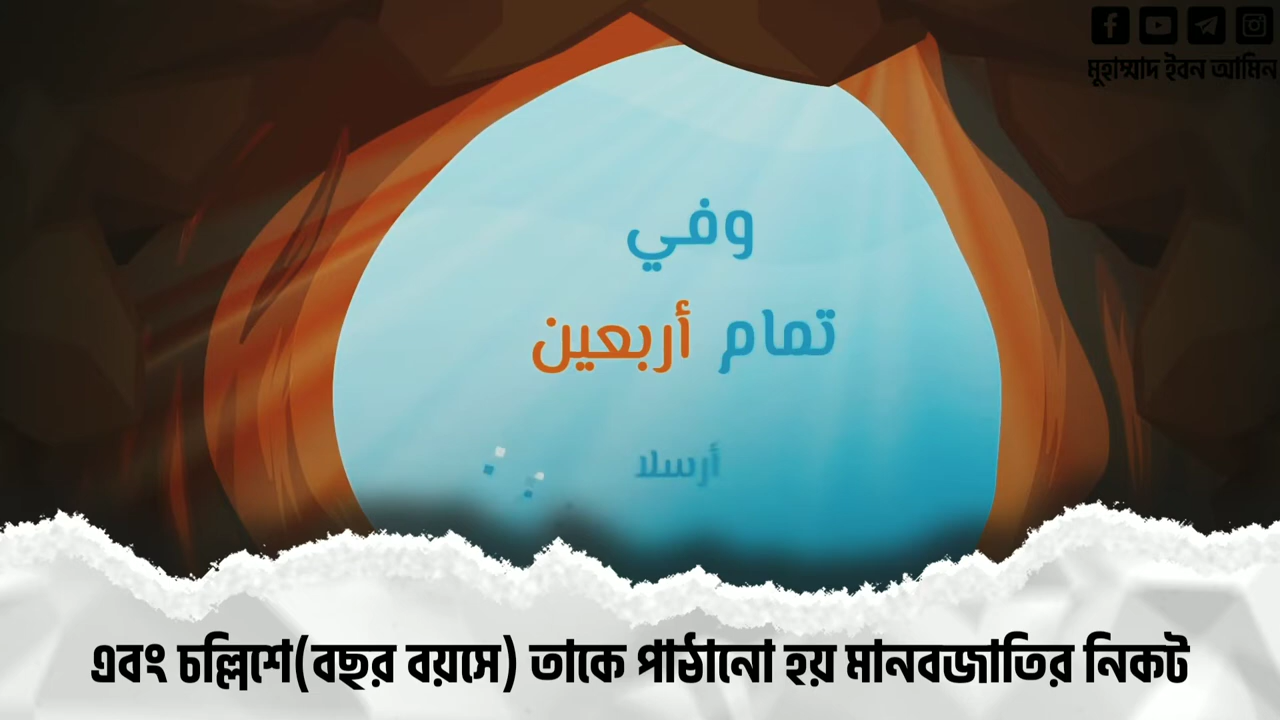 মুহাম্মাদ ইবন আমিন
وفي
تمام أربعين
أرسلا
এবং চল্লিশে(বছর বয়সে) তাকে পাঠানো হয় মানবজাতির নিকট